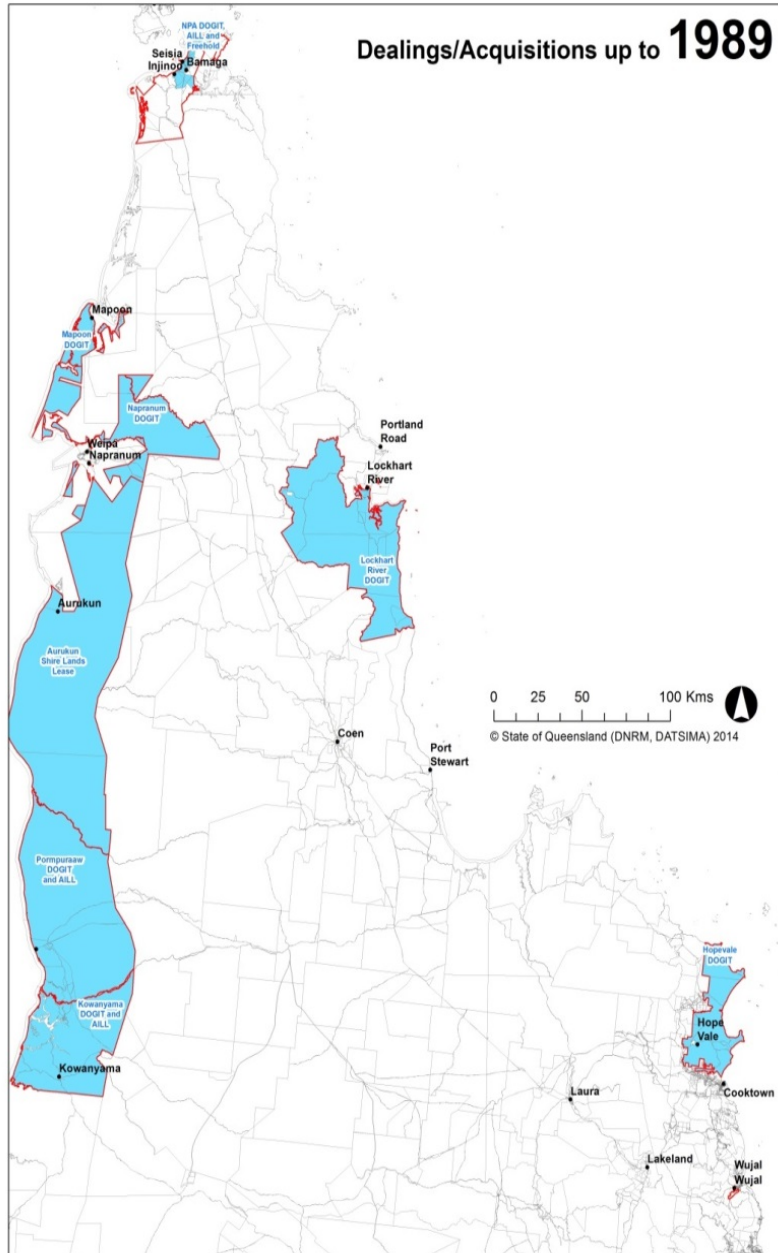 Dealings/Acquisitions up to 1989
NPA DOGIT,
AILL and
Freehold
Seisia
Injinoo
Bamaga
Mapoon
Mapoon
DOGIT
Napranum
DOGIT
Weipa
Napranum
Portland
Road
Lockhart
River
Lockhart
River
DOGIT
Aurukun
Aurukun
Shire Lands
Lease
0 25 50 100 Kms
© State of Queensland (DNRM, DATSIMA) 2014
Coen
Port
Stewart
Pormpuraaw
DOGIT
and AILL
Hopevale
DOGIT
Kowanyama
DOGIT and
AILL
Hope
Vale
Kowanyama
Cooktown
Laura
Lakeland
Wujal
Wujal